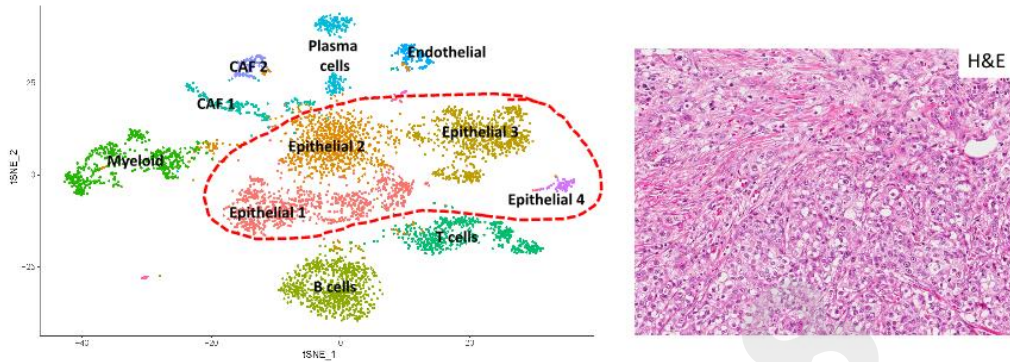 Plasma
cells
Endothelial
CAF 2
25
CAF 1
Epithelial 3
Epithelial 2
Myeloid
tSNE_2
Epithelial 4
Epithelial 1
T cells
-25
B cells
-40
-20
0
20
tSNE_1
H&E